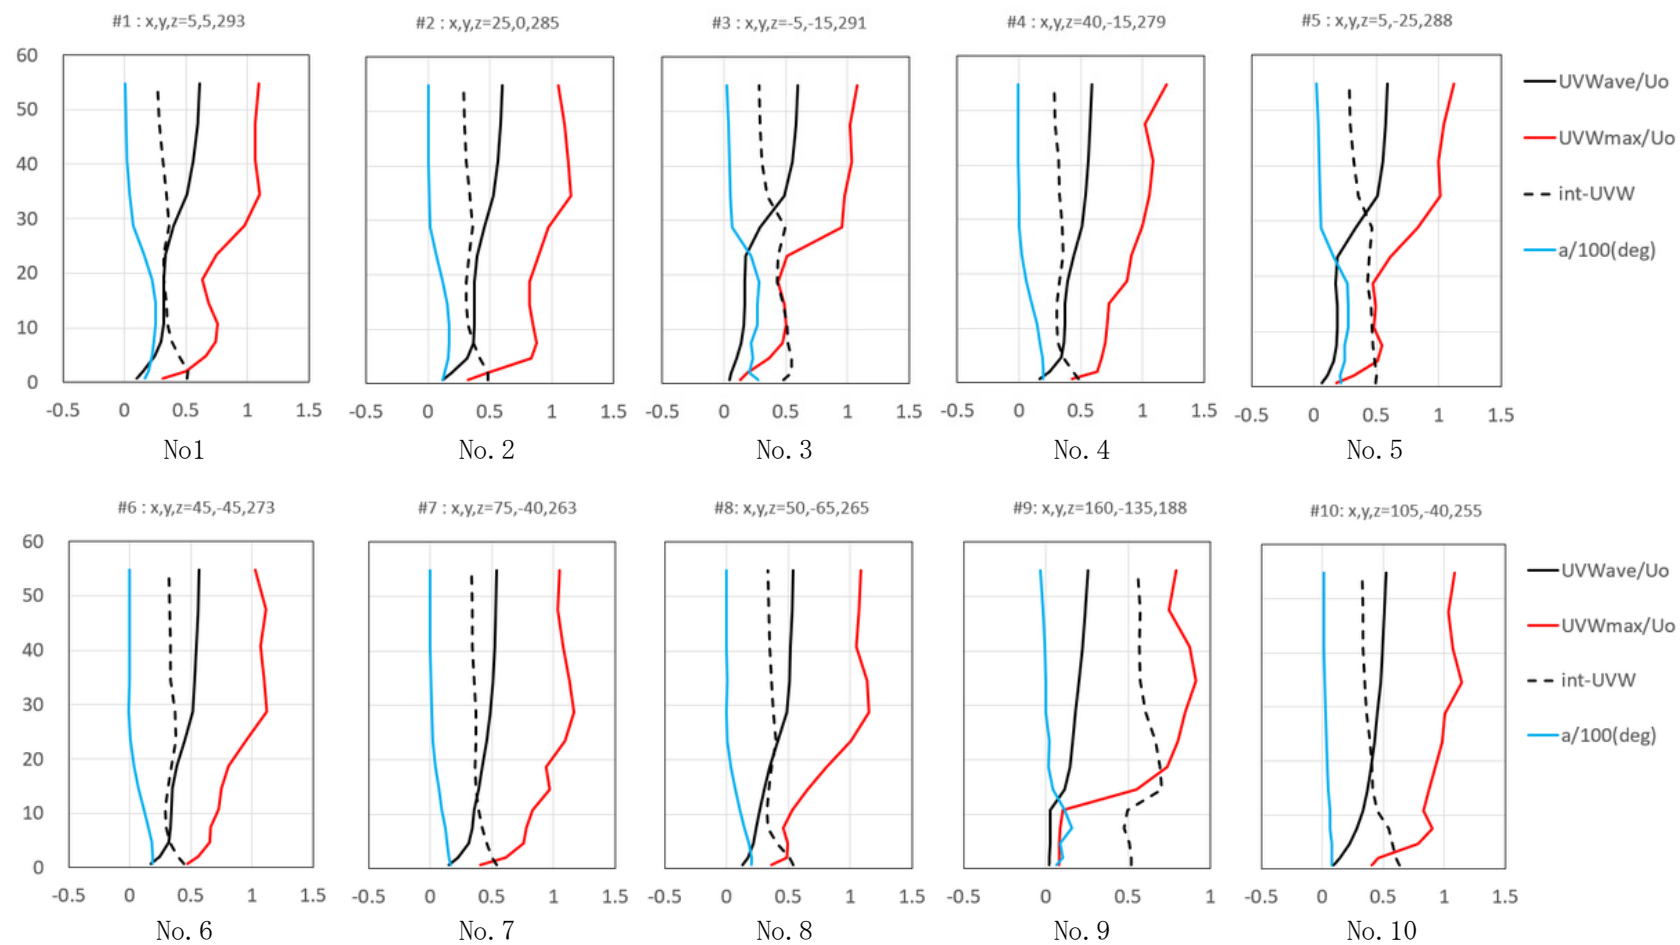 #1 : x,y,z=5,5,293
#2 : x,y,z=25,0,285
#3 : x,y,z=-5,-15,291
#4 : x,y,z=40,-15,279
#5 : x,y,z=5,-25,288
60
50
40
30
20
10
0
-0.5 0 0.5 1 1.5
-0.5 0 0.5 1 1.5
-0.5 0 0.5 1 1.5
-0.5 0 0.5 1 1.5
-0.5 0 0.5 1 1.5
UVWave/Uo
UVWmax/Uo
int-UVW
a/100(deg)
No1
No.2
No.3
No.4
No.5
#6 : x,y,z=45,-45,273
#7 : x,y,z=75,-40,263
#8: x,y,z=50,-65,265
#9: x,y,z=160,-135,188
#10: x,y,z=105,-40,255
60
50
40
30
20
10
0
-0.5 0 0.5 1 1.5
-0.5 0 0.5 1 1.5
-0.5 0 0.5 1 1.5
-0.5 0 0.5 1
-0.5 0 0.5 1 1.5
UVWave/Uo
UVWmax/Uo
int-UVW
a/100(deg)
No.6
No.7
No.8
No.9
No.10